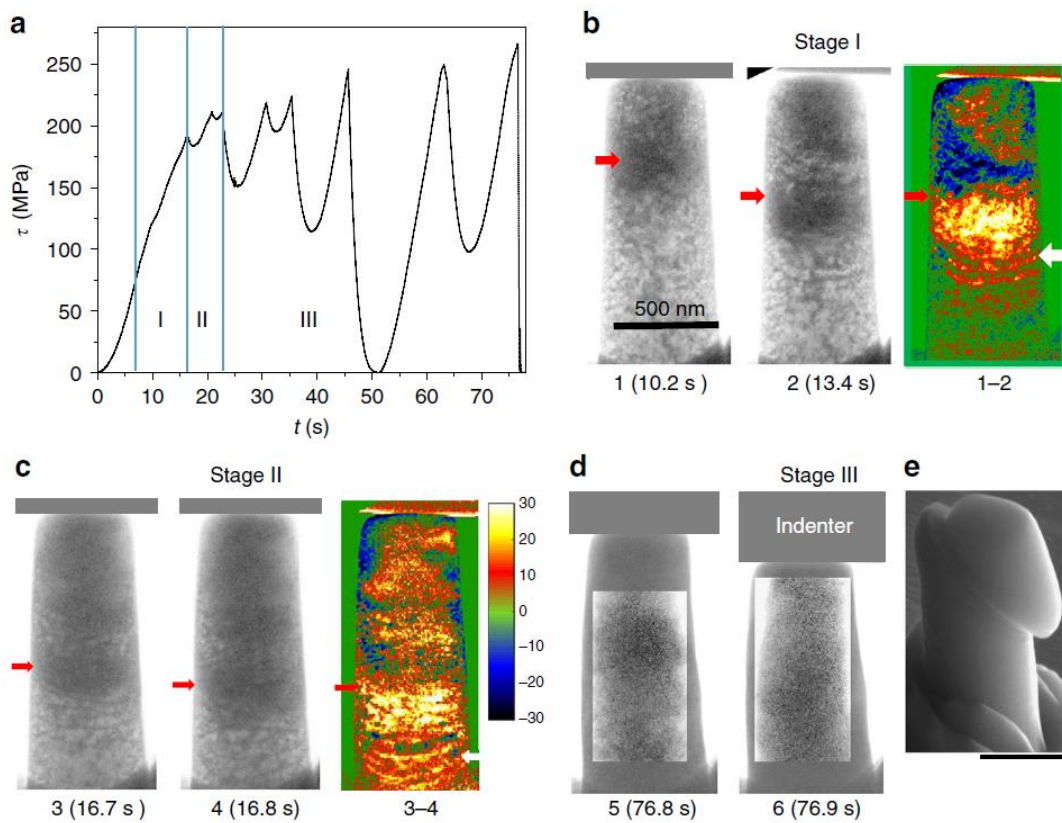 a
τ (MPa)
250
200
150
100
50
0
I
II
III
0
10
20
30
40
50
60
70
t (s)
b
Stage I
500 nm
1 (10.2 s)
2 (13.4 s)
1–2
c
Stage II
30
20
10
0
–10
–20
–30
3 (16.7 s)
4 (16.8 s)
3–4
d
Stage III
Indenter
5 (76.8 s)
6 (76.9 s)
e